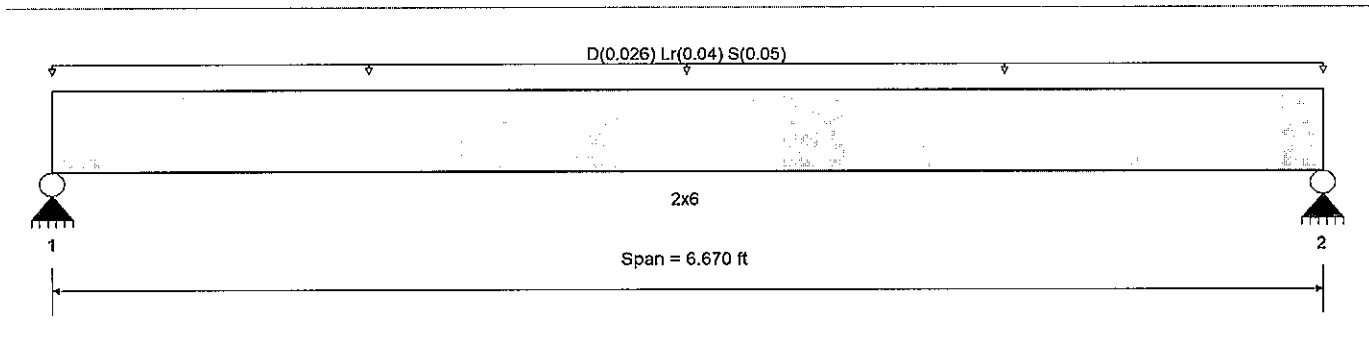 D(0.026) Lr(0.04) S(0.05)
2x6
1 2
Span = 6.670 ft